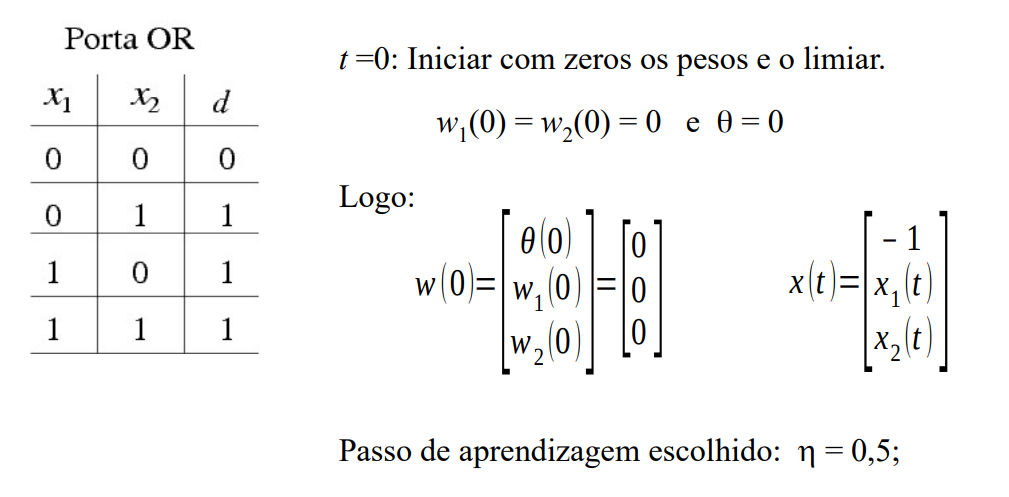 Porta OR
x₁ x₂ d
0 0 0
0 1 1
1 0 1
1 1 1
t =0: Iniciar com zeros os pesos e o limiar.
w₁(0) = w₂(0) = 0 e θ = 0
Logo:
w(0)=[θ(0) w₁(0) w₂(0)]=[0 0 0]
x(t)=[– 1 x₁(t) x₂(t)]
Passo de aprendizagem escolhido: η = 0,5;